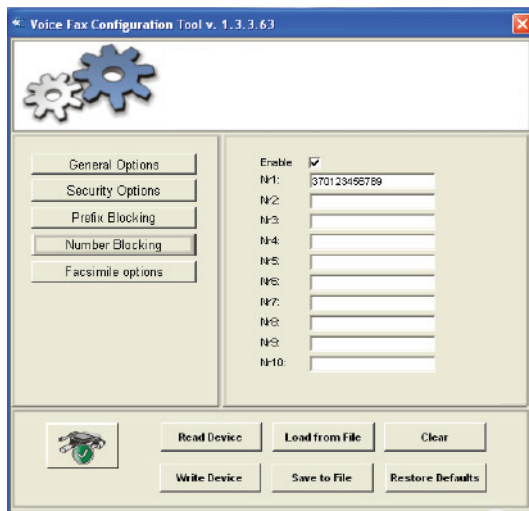 Voice Fax Configuration Tool v. 1.3.3.63
General Options
Security Options
Prefix Blocking
Number Blocking
Facsimile options
Enable
Nr1: 370123456789
Nr2:
Nr3:
Nr4:
Nr5:
Nr6:
Nr7:
Nr8:
Nr9:
Nr10:
Read Device Load from File Clear
Write Device Save to File Restore Defaults